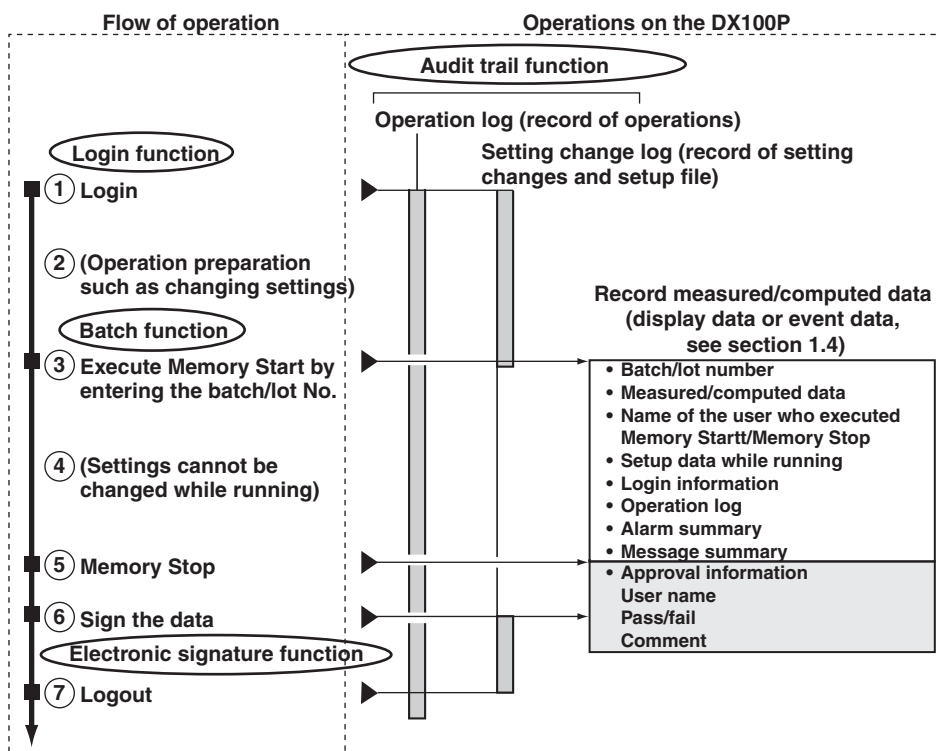 Flow of operation
Operations on the DX100P
Audit trail function
Operation log (record of operations)
Setting change log (record of setting
changes and setup file)
Login function
1 Login
2 (Operation preparation
such as changing settings)
Batch function
3 Execute Memory Start by
entering the batch/lot No.
4 (Settings cannot be
changed while running)
5 Memory Stop
6 Sign the data
Electronic signature function
7 Logout
Record measured/computed data
(display data or event data,
see section 1.4)
• Batch/lot number
• Measured/computed data
• Name of the user who executed
Memory Startt/Memory Stop
• Setup data while running
• Login information
• Operation log
• Alarm summary
• Message summary
• Approval information
User name
Pass/fail
Comment